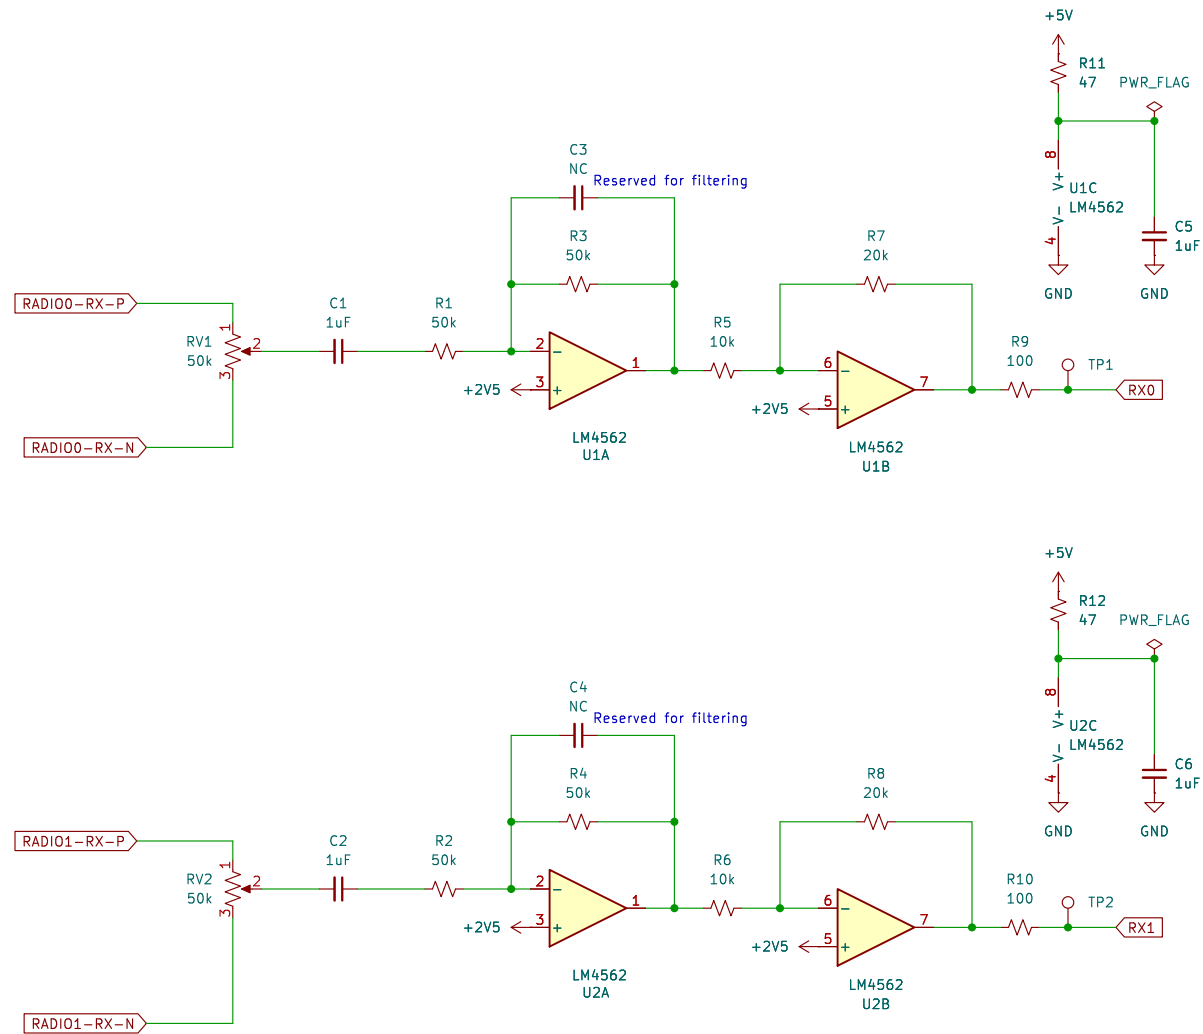 +5V
R11
47
PWR_FLAG
8
V+
U1C
LM4562
V-
4
C5
1uF
GND
GND
C3
NC
Reserved for filtering
R3
50k
R7
20k
RADIO0-RX-P
RV1
50k
1
2
3
C1
1uF
R1
50k
2
-
3
+
1
+2V5
LM4562
U1A
R5
10k
6
-
5
+
7
+2V5
LM4562
U1B
R9
100
TP1
RX0
RADIO0-RX-N
+5V
R12
47
PWR_FLAG
8
V+
U2C
LM4562
V-
4
C6
1uF
GND
GND
C4
NC
Reserved for filtering
R4
50k
R8
20k
RADIO1-RX-P
RV2
50k
1
2
3
C2
1uF
R2
50k
2
-
3
+
1
+2V5
LM4562
U2A
R6
10k
6
-
5
+
7
+2V5
LM4562
U2B
R10
100
TP2
RX1
RADIO1-RX-N